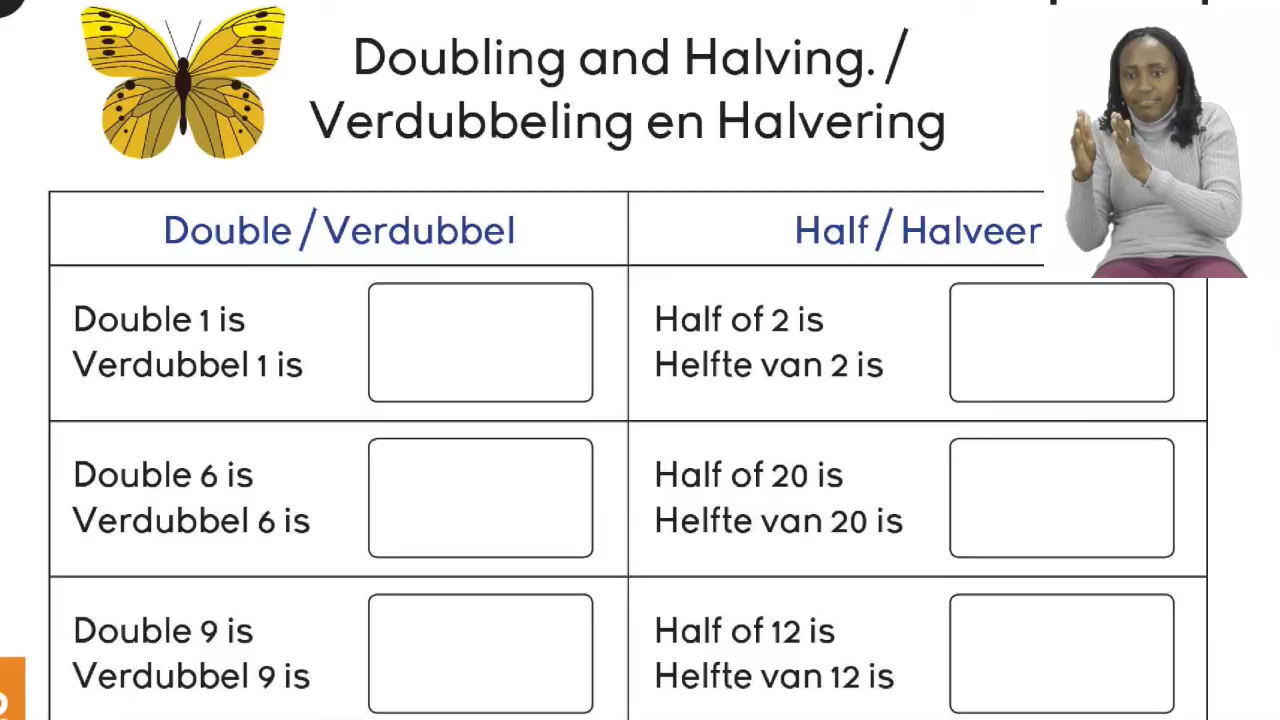 Doubling and Halving. /
Verdubbeling en Halvering
Double / Verdubbel
Half / Halveer
Double 1 is
Verdubbel 1 is
Half of 2 is
Helfte van 2 is
Double 6 is
Verdubbel 6 is
Half of 20 is
Helfte van 20 is
Double 9 is
Verdubbel 9 is
Half of 12 is
Helfte van 12 is